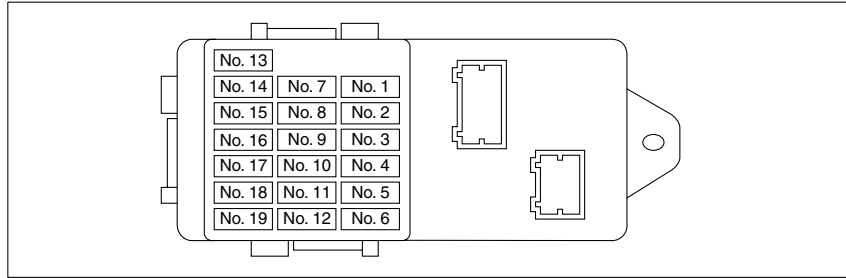 No. 13
No. 14 No. 7 No. 1
No. 15 No. 8 No. 2
No. 16 No. 9 No. 3
No. 17 No. 10 No. 4
No. 18 No. 11 No. 5
No. 19 No. 12 No. 6